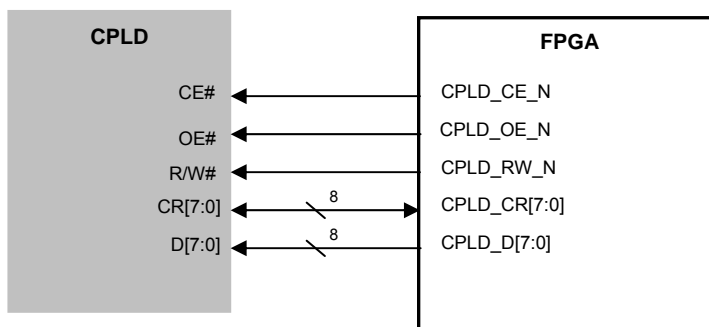 CPLD
FPGA
CE#
CPLD_CE_N
OE#
CPLD_OE_N
R/W#
CPLD_RW_N
CR[7:0]
8
CPLD_CR[7:0]
D[7:0]
8
CPLD_D[7:0]